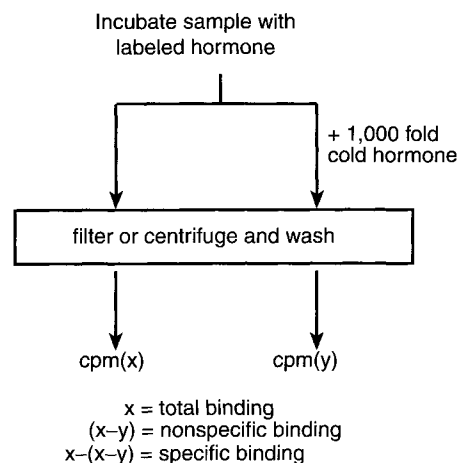 Incubate sample with
labeled hormone
+ 1,000 fold
cold hormone
filter or centrifuge and wash
cpm(x)
cpm(y)
x = total binding
(x–y) = nonspecific binding
x–(x–y) = specific binding